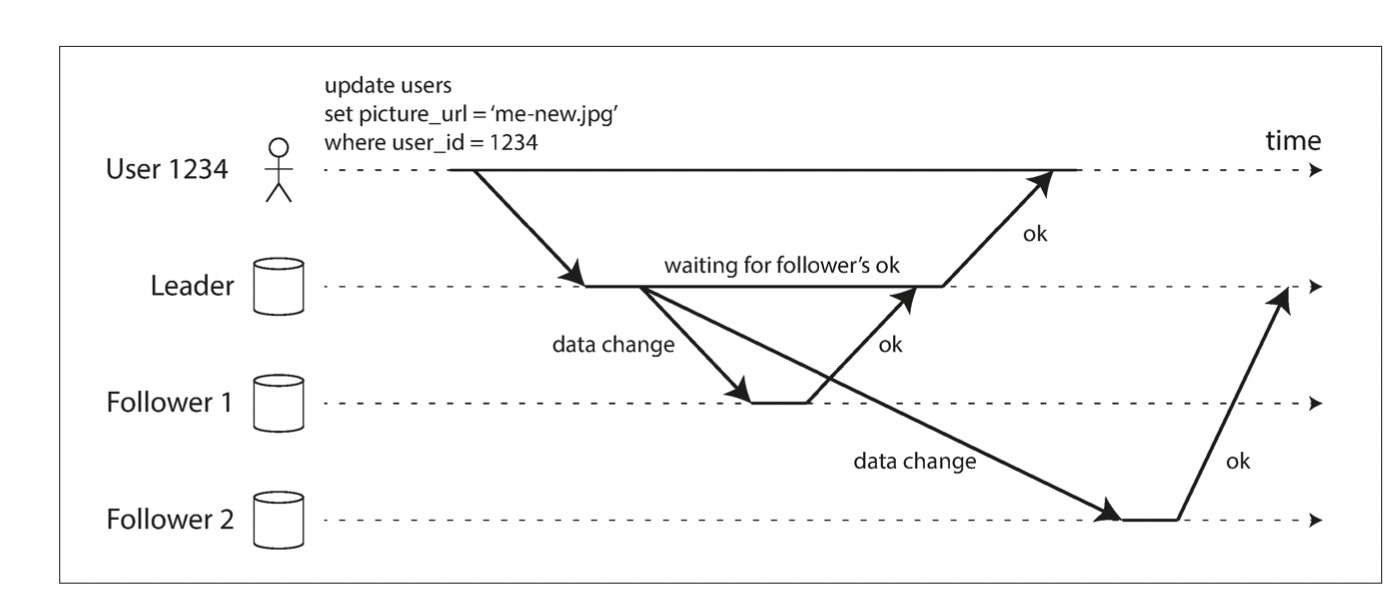 update users
set picture_url = ‘me-new.jpg’
where user_id = 1234
time
User 1234
ok
waiting for follower’s ok
Leader
data change
ok
Follower 1
data change
ok
Follower 2